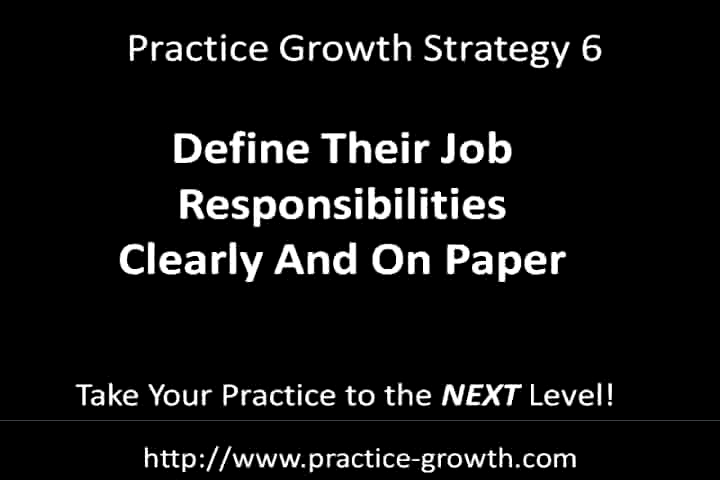 Practice Growth Strategy 6
Define Their Job
Responsibilities
Clearly And On Paper
Take Your Practice to the NEXT Level!
http://www.practice-growth.com